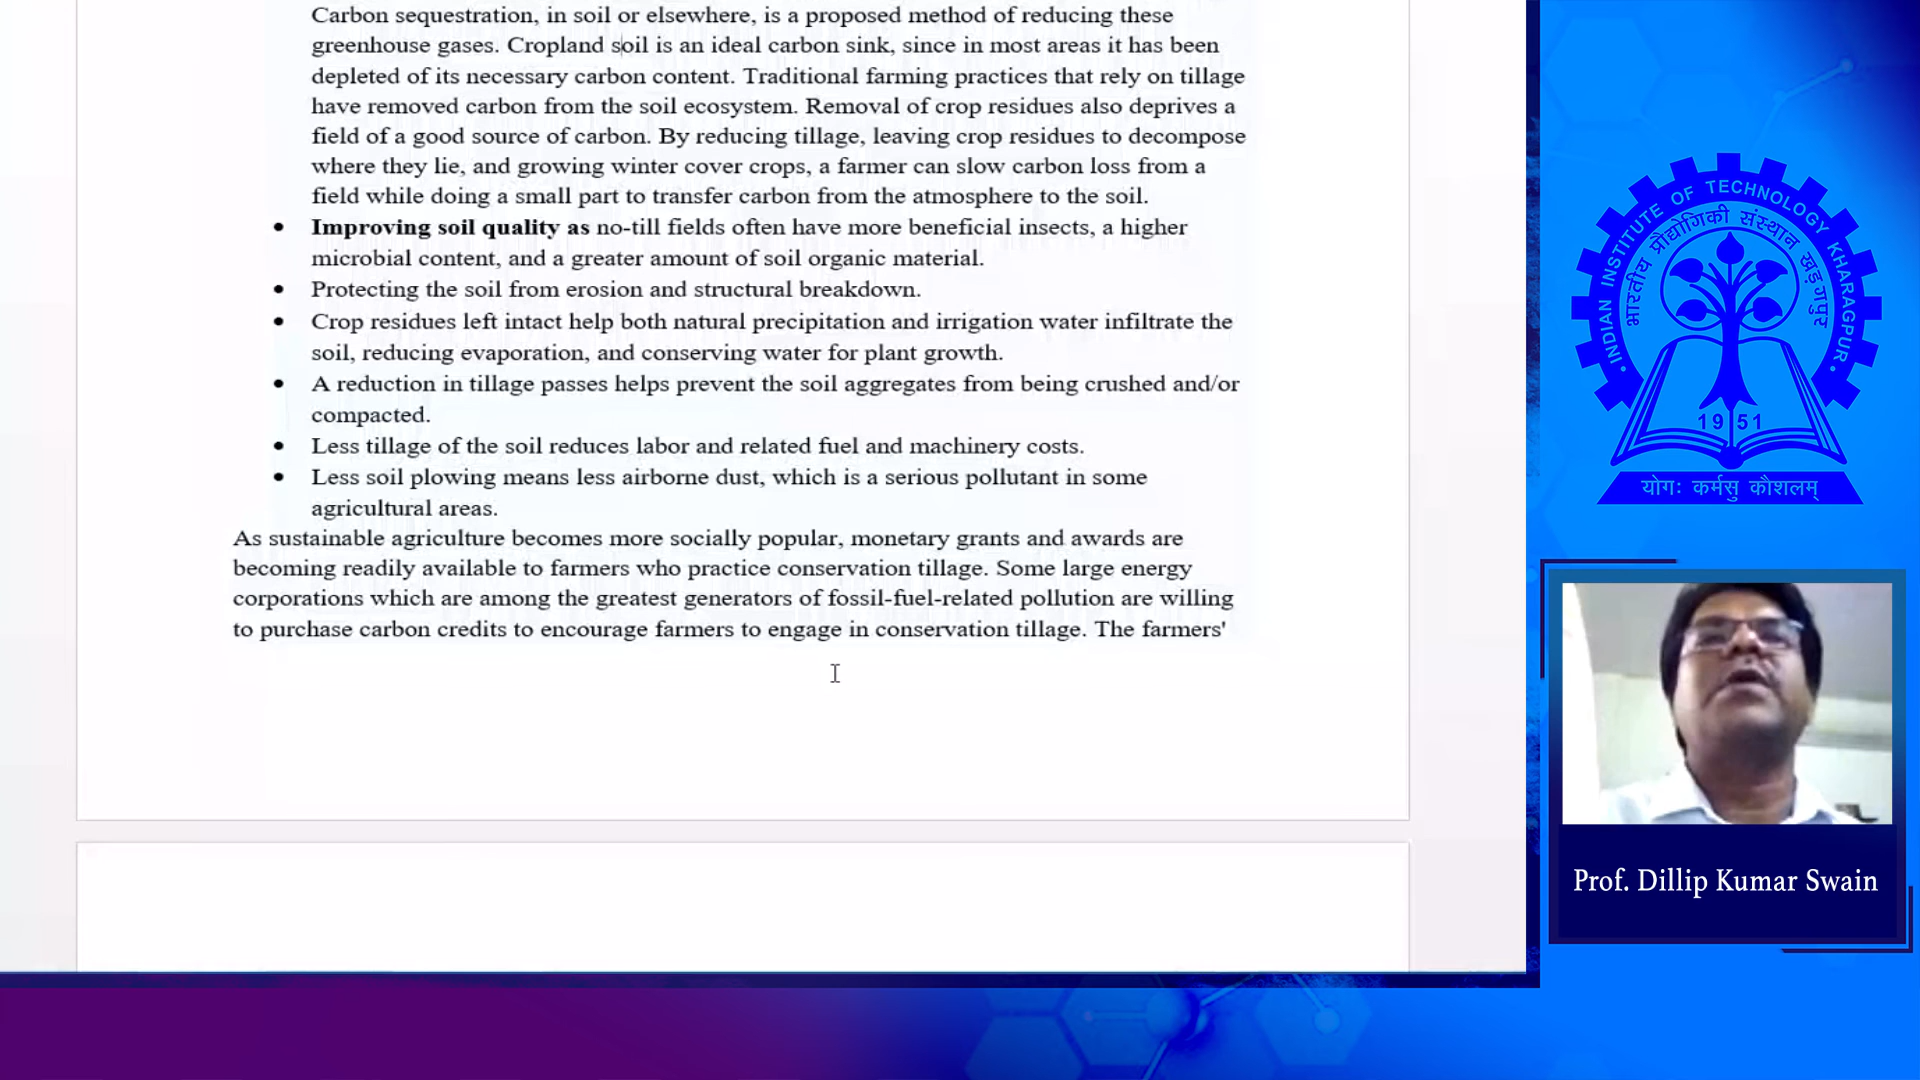 Carbon sequestration, in soil or elsewhere, is a proposed method of reducing these
greenhouse gases. Cropland soil is an ideal carbon sink, since in most areas it has been
depleted of its necessary carbon content. Traditional farming practices that rely on tillage
have removed carbon from the soil ecosystem. Removal of crop residues also deprives a
field of a good source of carbon. By reducing tillage, leaving crop residues to decompose
where they lie, and growing winter cover crops, a farmer can slow carbon loss from a
field while doing a small part to transfer carbon from the atmosphere to the soil.
• Improving soil quality as no-till fields often have more beneficial insects, a higher
microbial content, and a greater amount of soil organic material.
• Protecting the soil from erosion and structural breakdown.
• Crop residues left intact help both natural precipitation and irrigation water infiltrate the
soil, reducing evaporation, and conserving water for plant growth.
• A reduction in tillage passes helps prevent the soil aggregates from being crushed and/or
compacted.
• Less tillage of the soil reduces labor and related fuel and machinery costs.
• Less soil plowing means less airborne dust, which is a serious pollutant in some
agricultural areas.
As sustainable agriculture becomes more socially popular, monetary grants and awards are
becoming readily available to farmers who practice conservation tillage. Some large energy
corporations which are among the greatest generators of fossil-fuel-related pollution are willing
to purchase carbon credits to encourage farmers to engage in conservation tillage. The farmers'
INDIAN INSTITUTE OF TECHNOLOGY KHARAGPUR
भारतीय प्रौद्योगिकी संस्थान खड़गपुर
1951
योगः कर्मसु कौशलम्
Prof. Dillip Kumar Swain